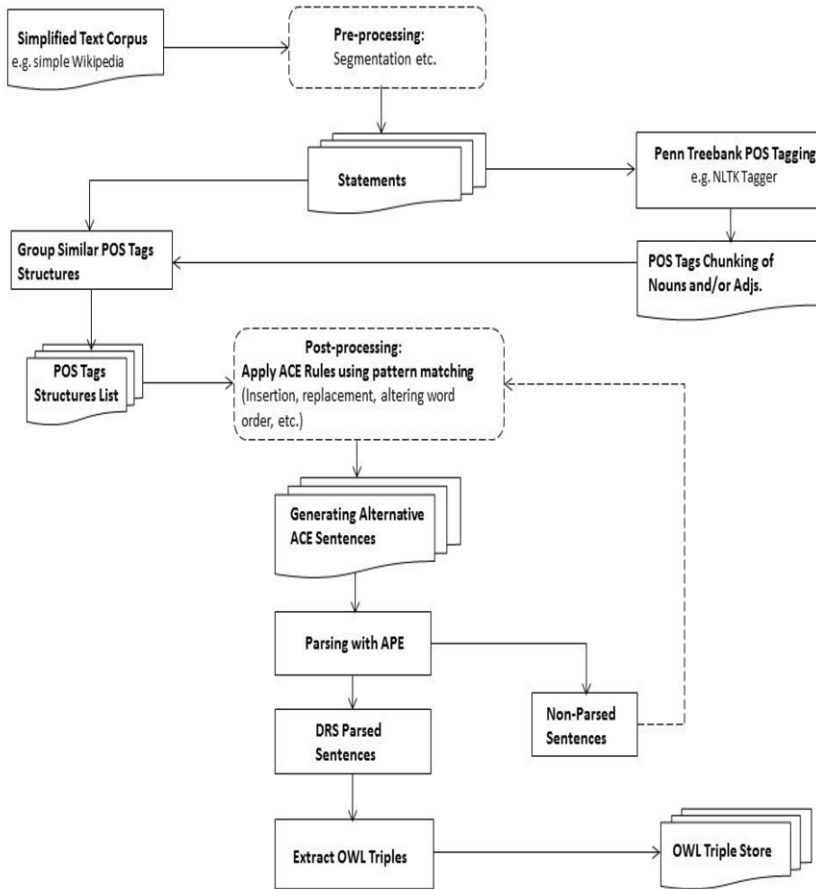 Simplified Text Corpus
e.g. simple Wikipedia
Pre-processing:
Segmentation etc.
Statements
Penn Treebank POS Tagging
e.g. NLTK Tagger
Group Similar POS Tags
Structures
POS Tags Chunking of
Nouns and/or Adjs.
POS Tags
Structures List
Post-processing:
Apply ACE Rules using pattern matching
(Insertion, replacement, altering word
order, etc.)
Generating Alternative
ACE Sentences
Parsing with APE
Non-Parsed
Sentences
DRS Parsed
Sentences
Extract OWL Triples
OWL Triple Store